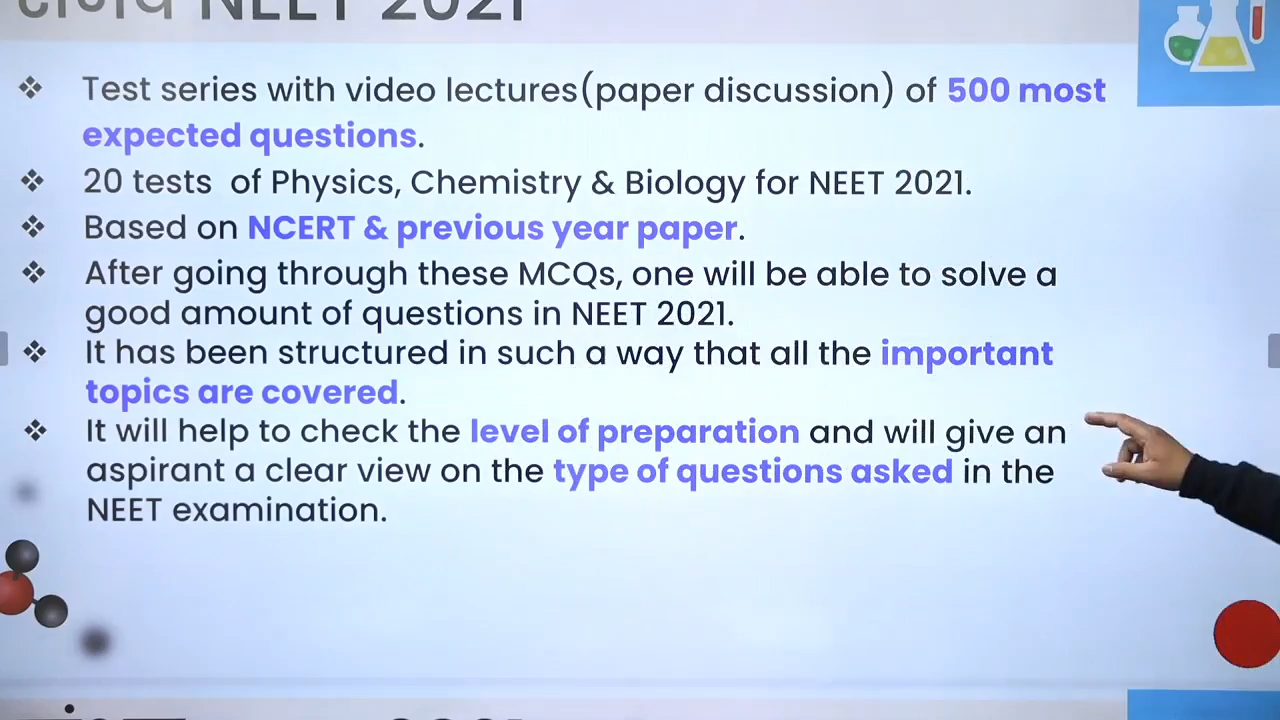 NEET 2021
❖ Test series with video lectures(paper discussion) of 500 most
expected questions.
❖ 20 tests of Physics, Chemistry & Biology for NEET 2021.
❖ Based on NCERT & previous year paper.
❖ After going through these MCQs, one will be able to solve a
good amount of questions in NEET 2021.
❖ It has been structured in such a way that all the important
topics are covered.
❖ It will help to check the level of preparation and will give an
aspirant a clear view on the type of questions asked in the
NEET examination.